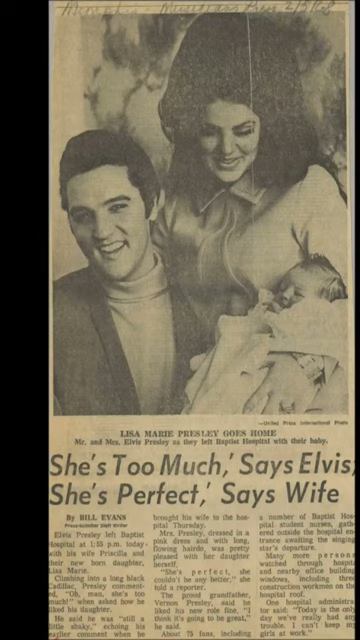 Memphis - Press
—United Press International Photo
LISA MARIE PRESLEY GOES HOME
Mr. and Mrs. Elvis Presley as they left Baptist Hospital with their baby.
She's Too Much,' Says Elvis,
She's Perfect,' Says Wife
By BILL EVANS
Press-Scimitar Staff Writer
Elvis Presley left Baptist
Hospital at 1:55 p.m. today
with his wife Priscilla and
their new born daughter,
Lisa Marie.
Climbing into a long black
Cadillac, Presley comment-
ed, "Oh, man, she's too
much!" when asked how he
liked his daughter.
He said he was "still a
little shaky," echoing his
earlier comment when he
brought his wife to the hos-
pital Thursday.
Mrs. Presley, dressed in a
pink dress and with long,
flowing hairdo, was pretty
pleased with her daughter
herself.
"She's perfect, she
couldn't be any better," she
told a reporter.
The proud grandfather,
Vernon Presley, said he
liked his new role fine, "I
think it's going to be great,"
he said.
About 75 fans, including
a number of Baptist Hos-
pital student nurses, gath-
ered outside the hospital en-
trance awaiting the singing
star's departure.
Many more persons
watched through hospital
and nearby office building
windows, including three
construction workmen on the
hospital roof.
One hospital administra-
tor said: "Today is the only
day we've really had any
trouble. I can't keep my
girls at work."